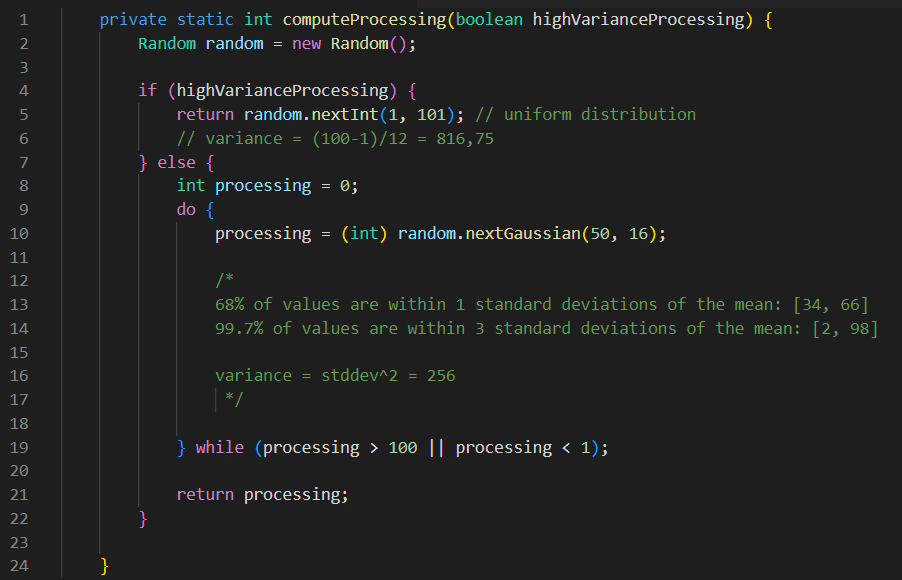 1 private static int computeProcessing(boolean highVarianceProcessing) {
2 Random random = new Random();
3
4 if (highVarianceProcessing) {
5 return random.nextInt(1, 101); // uniform distribution
6 // variance = (100-1)/12 = 816,75
7 } else {
8 int processing = 0;
9 do {
10 processing = (int) random.nextGaussian(50, 16);
11
12 /*
13 68% of values are within 1 standard deviations of the mean: [34, 66]
14 99.7% of values are within 3 standard deviations of the mean: [2, 98]
15
16 variance = stddev^2 = 256
17 */
18
19 } while (processing > 100 || processing < 1);
20
21 return processing;
22 }
23
24 }